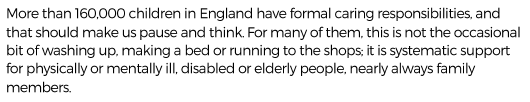 More than 160,000 children in England have formal caring responsibilities, and
that should make us pause and think. For many of them, this is not the occasional
bit of washing up, making a bed or running to the shops; it is systematic support
for physically or mentally ill, disabled or elderly people, nearly always family
members.